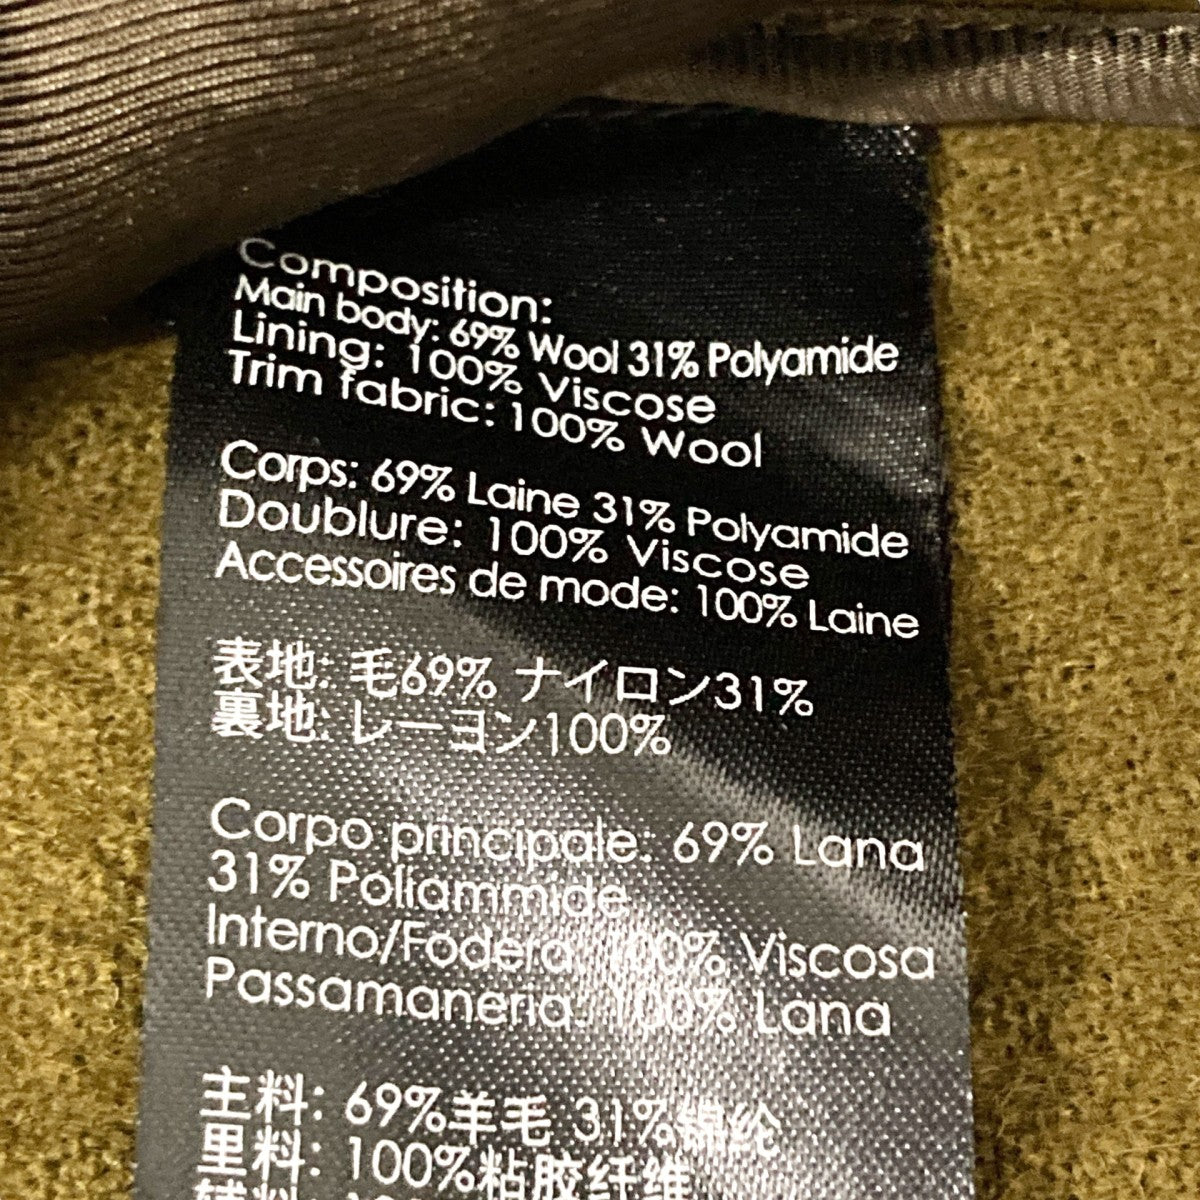 Composition:
Main body: 69% Wool 31% Polyamide
Lining: 100% Viscose
Trim fabric: 100% Wool
Corps: 69% Laine 31% Polyamide
Doublure: 100% Viscose
Accessoires de mode: 100% Laine
表地: 毛69% ナイロン31%
裏地: レーヨン100%
Corpo principale: 69% Lana
31% Poliammide
Interno/Fodera: 100% Viscosa
Passamaneria: 100% Lana
主料: 69%羊毛 31%锦纶
里料: 100%粘胶纤维